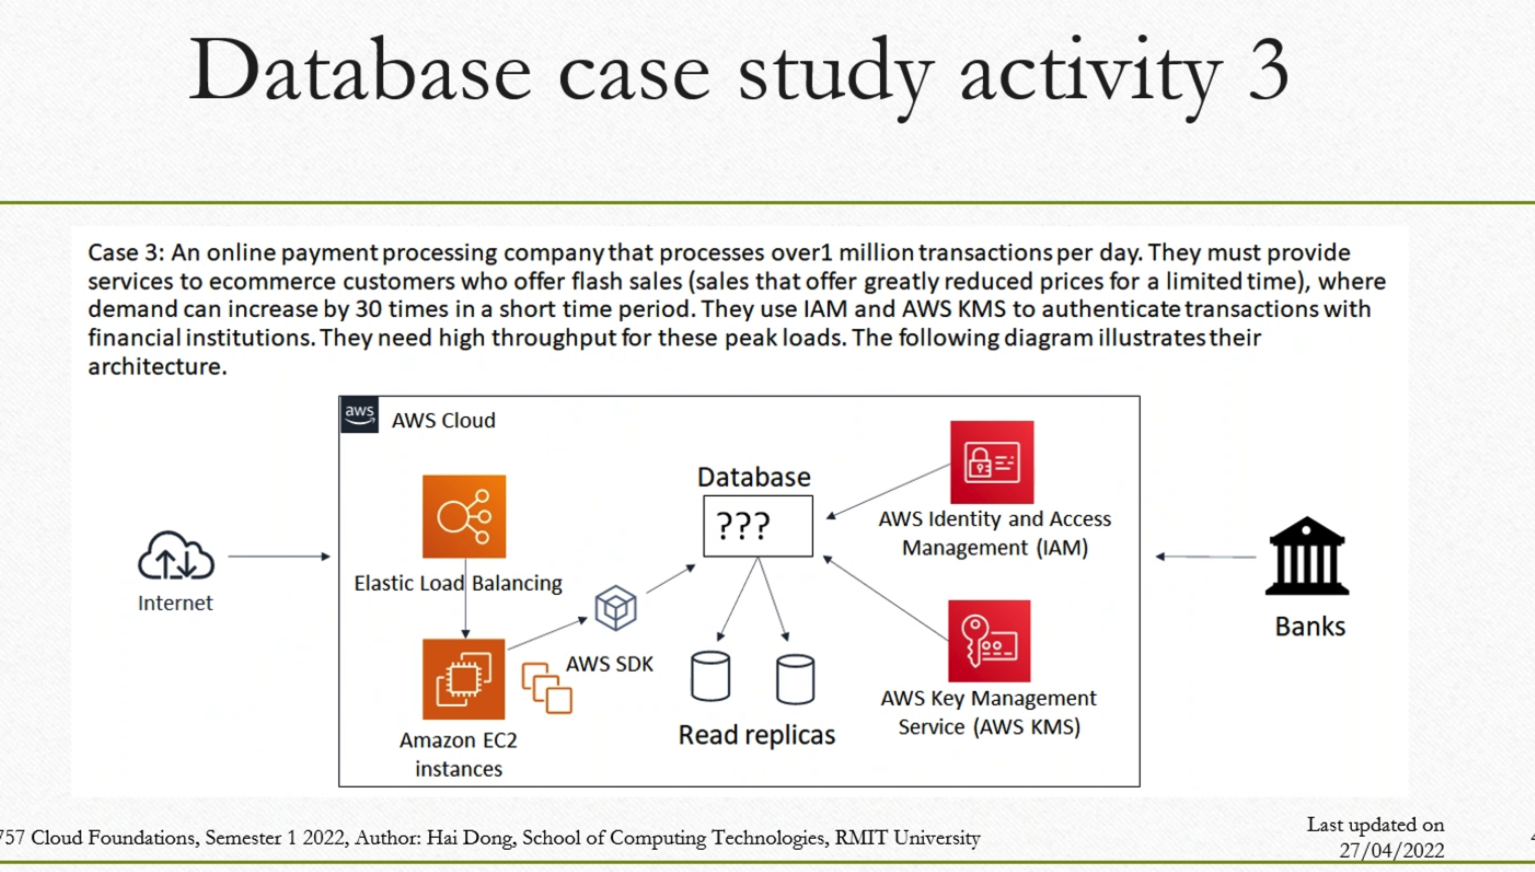 Database case study activity 3
Case 3: An online payment processing company that processes over1 million transactions per day. They must provide
services to ecommerce customers who offer flash sales (sales that offer greatly reduced prices for a limited time), where
demand can increase by 30 times in a short time period. They use IAM and AWS KMS to authenticate transactions with
financial institutions. They need high throughput for these peak loads. The following diagram illustrates their
architecture.
aws
AWS Cloud
Database
???
Elastic Load Balancing
AWS Identity and Access
Management (IAM)
Internet
AWS SDK
Banks
Amazon EC2
instances
Read replicas
AWS Key Management
Service (AWS KMS)
757 Cloud Foundations, Semester 1 2022, Author: Hai Dong, School of Computing Technologies, RMIT University
Last updated on
27/04/2022